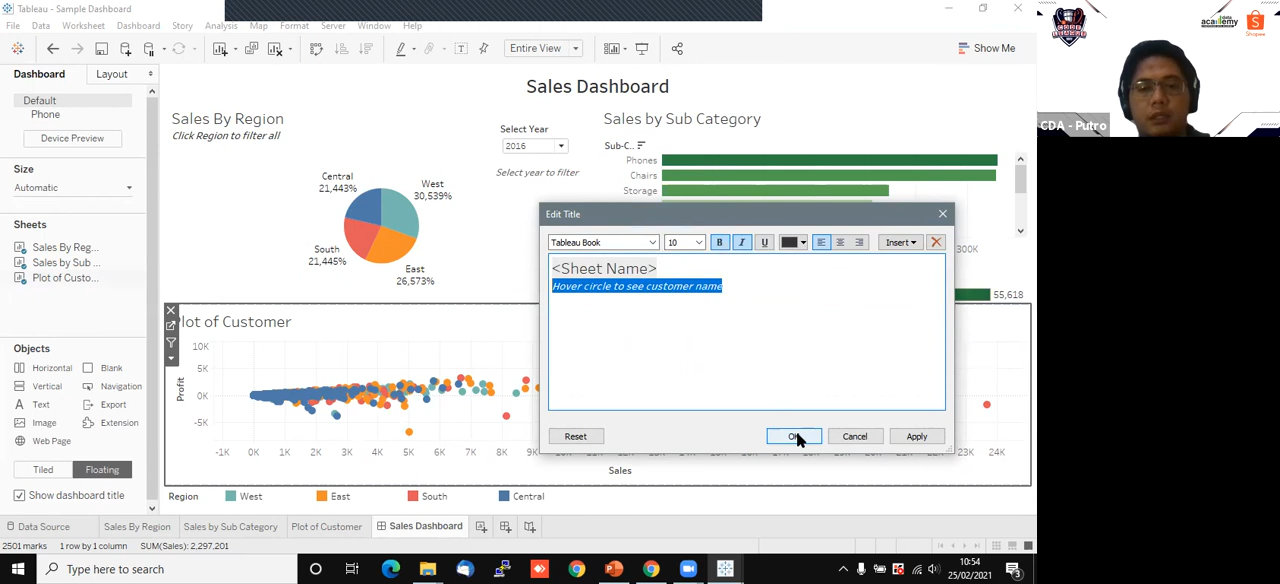 Tableau - Sample Dashboard
File Data Worksheet Dashboard Story Analysis Map Format Server Window Help
Entire View
Show Me
Dashboard Layout
Default
Phone
Device Preview
Size
Automatic
Sheets
Sales By Reg...
Sales by Sub ...
Plot of Custo...
Objects
Horizontal Blank
Vertical Navigation
Text Export
Image Extension
Web Page
Tiled Floating
Show dashboard title
Sales Dashboard
Sales By Region
Click Region to filter all
Central
21,443%
West
30,539%
South
21,445%
East
26,573%
Select Year
2016
Select year to filter
Sales by Sub Category
Sub-C..
Phones
Chairs
Storage
300K
55,618
Edit Title
Tableau Book 10 B I U Insert
<Sheet Name>
Hover circle to see customer name
Reset OK Cancel Apply
lot of Customer
Profit
10K
5K
0K
-5K
-1K 0K 1K 2K 3K 4K 5K 6K 7K 8K 9K
23K 24K
Sales
Region West East South Central
Data Source Sales By Region Sales by Sub Category Plot of Customer Sales Dashboard
2501 marks 1 row by 1 column SUM(Sales): 2,297,201
Type here to search
10:54
25/02/2021
3
CODE LEAGUE
data academy
Shopee
CDA - Putro